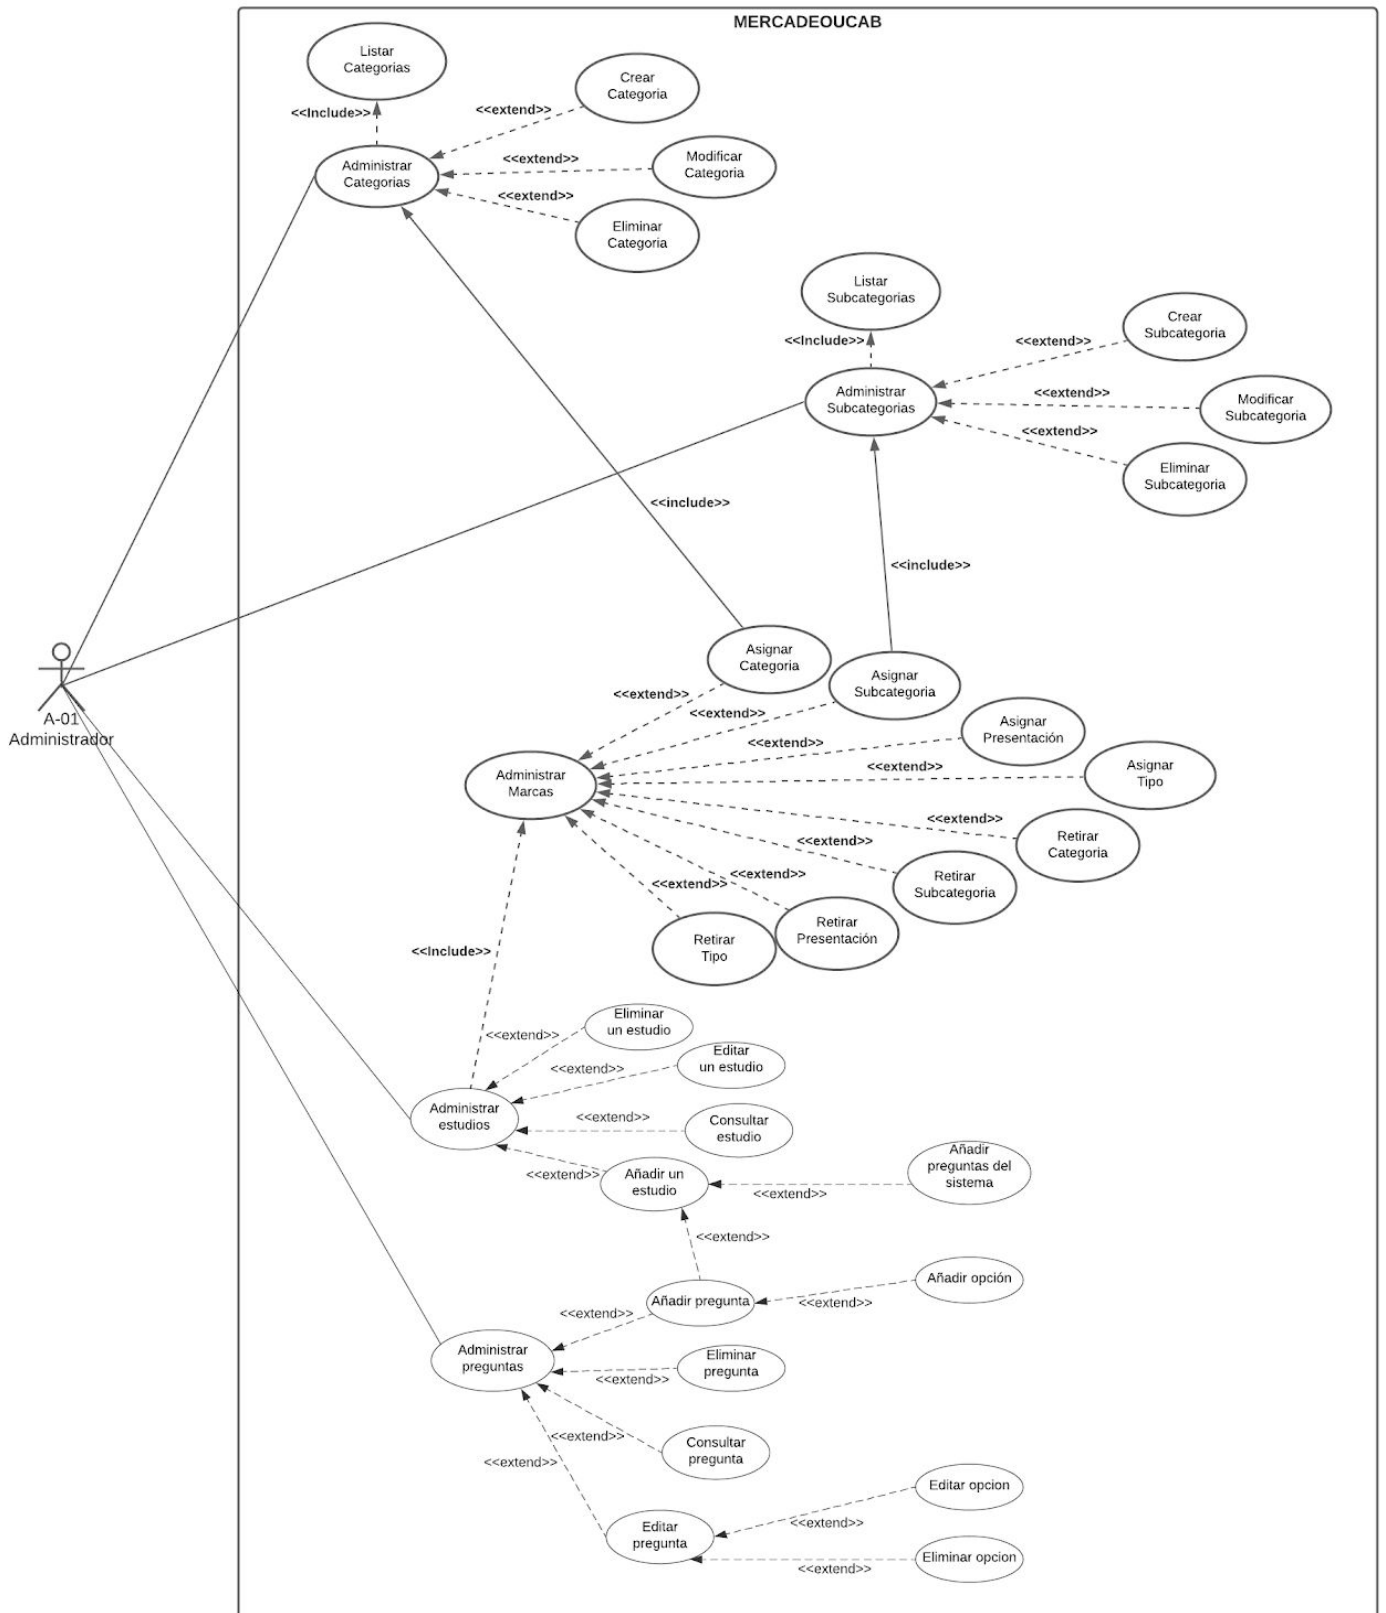 MERCADEOUCAB
Listar
Categorias
<<Include>>
<<extend>>
Crear
Categoria
Administrar
Categorias
<<extend>>
Modificar
Categoria
<<extend>>
Eliminar
Categoria
Listar
Subcategorias
<<Include>>
<<extend>>
Crear
Subcategoria
Administrar
Subcategorias
<<extend>>
Modificar
Subcategoria
<<extend>>
Eliminar
Subcategoria
<<include>>
<<include>>
A-01
Administrador
Asignar
Categoria
Asignar
Subcategoria
<<extend>>
<<extend>>
Asignar
Presentación
<<extend>>
<<extend>>
Asignar
Tipo
Administrar
Marcas
<<extend>>
Retirar
Categoria
<<extend>>
Retirar
Subcategoria
<<extend>>
<<extend>>
Retirar
Presentación
Retirar
Tipo
<<Include>>
Eliminar
un estudio
<<extend>>
Editar
un estudio
<<extend>>
Administrar
estudios
<<extend>>
Consultar
estudio
<<extend>>
Añadir un
estudio
Añadir
preguntas del
sistema
<<extend>>
<<extend>>
Añadir pregunta
Añadir opción
<<extend>>
<<extend>>
Administrar
preguntas
Eliminar
pregunta
<<extend>>
<<extend>>
Consultar
pregunta
<<extend>>
Editar
pregunta
Editar opcion
<<extend>>
Eliminar opcion
<<extend>>